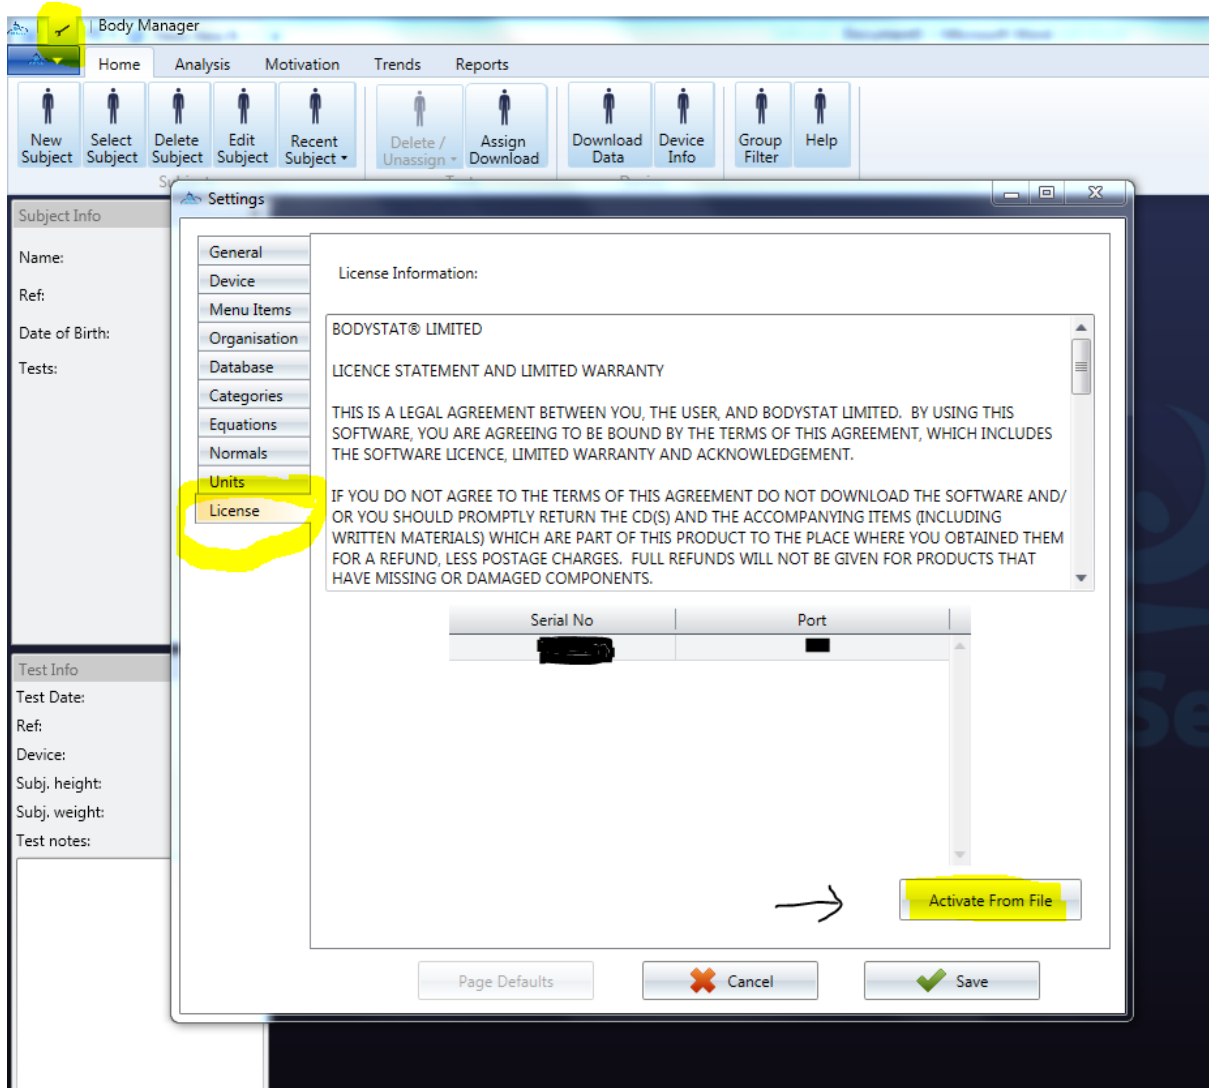 Body Manager
Home Analysis Motivation Trends Reports
New Subject
Select Subject
Delete Subject
Edit Subject
Recent Subject
Delete / Unassign
Assign Download
Download Data
Device Info
Group Filter
Help
Settings
Subject Info
Name:
Ref:
Date of Birth:
Tests:
General
Device
Menu Items
Organisation
Database
Categories
Equations
Normals
Units
License
License Information:
BODYSTAT® LIMITED
LICENCE STATEMENT AND LIMITED WARRANTY
THIS IS A LEGAL AGREEMENT BETWEEN YOU, THE USER, AND BODYSTAT LIMITED. BY USING THIS
SOFTWARE, YOU ARE AGREEING TO BE BOUND BY THE TERMS OF THIS AGREEMENT, WHICH INCLUDES
THE SOFTWARE LICENCE, LIMITED WARRANTY AND ACKNOWLEDGEMENT.
IF YOU DO NOT AGREE TO THE TERMS OF THIS AGREEMENT DO NOT DOWNLOAD THE SOFTWARE AND/
OR YOU SHOULD PROMPTLY RETURN THE CD(S) AND THE ACCOMPANYING ITEMS (INCLUDING
WRITTEN MATERIALS) WHICH ARE PART OF THIS PRODUCT TO THE PLACE WHERE YOU OBTAINED THEM
FOR A REFUND, LESS POSTAGE CHARGES. FULL REFUNDS WILL NOT BE GIVEN FOR PRODUCTS THAT
HAVE MISSING OR DAMAGED COMPONENTS.
Serial No Port
Activate From File
Page Defaults Cancel Save
Test Info
Test Date:
Ref:
Device:
Subj. height:
Subj. weight:
Test notes: